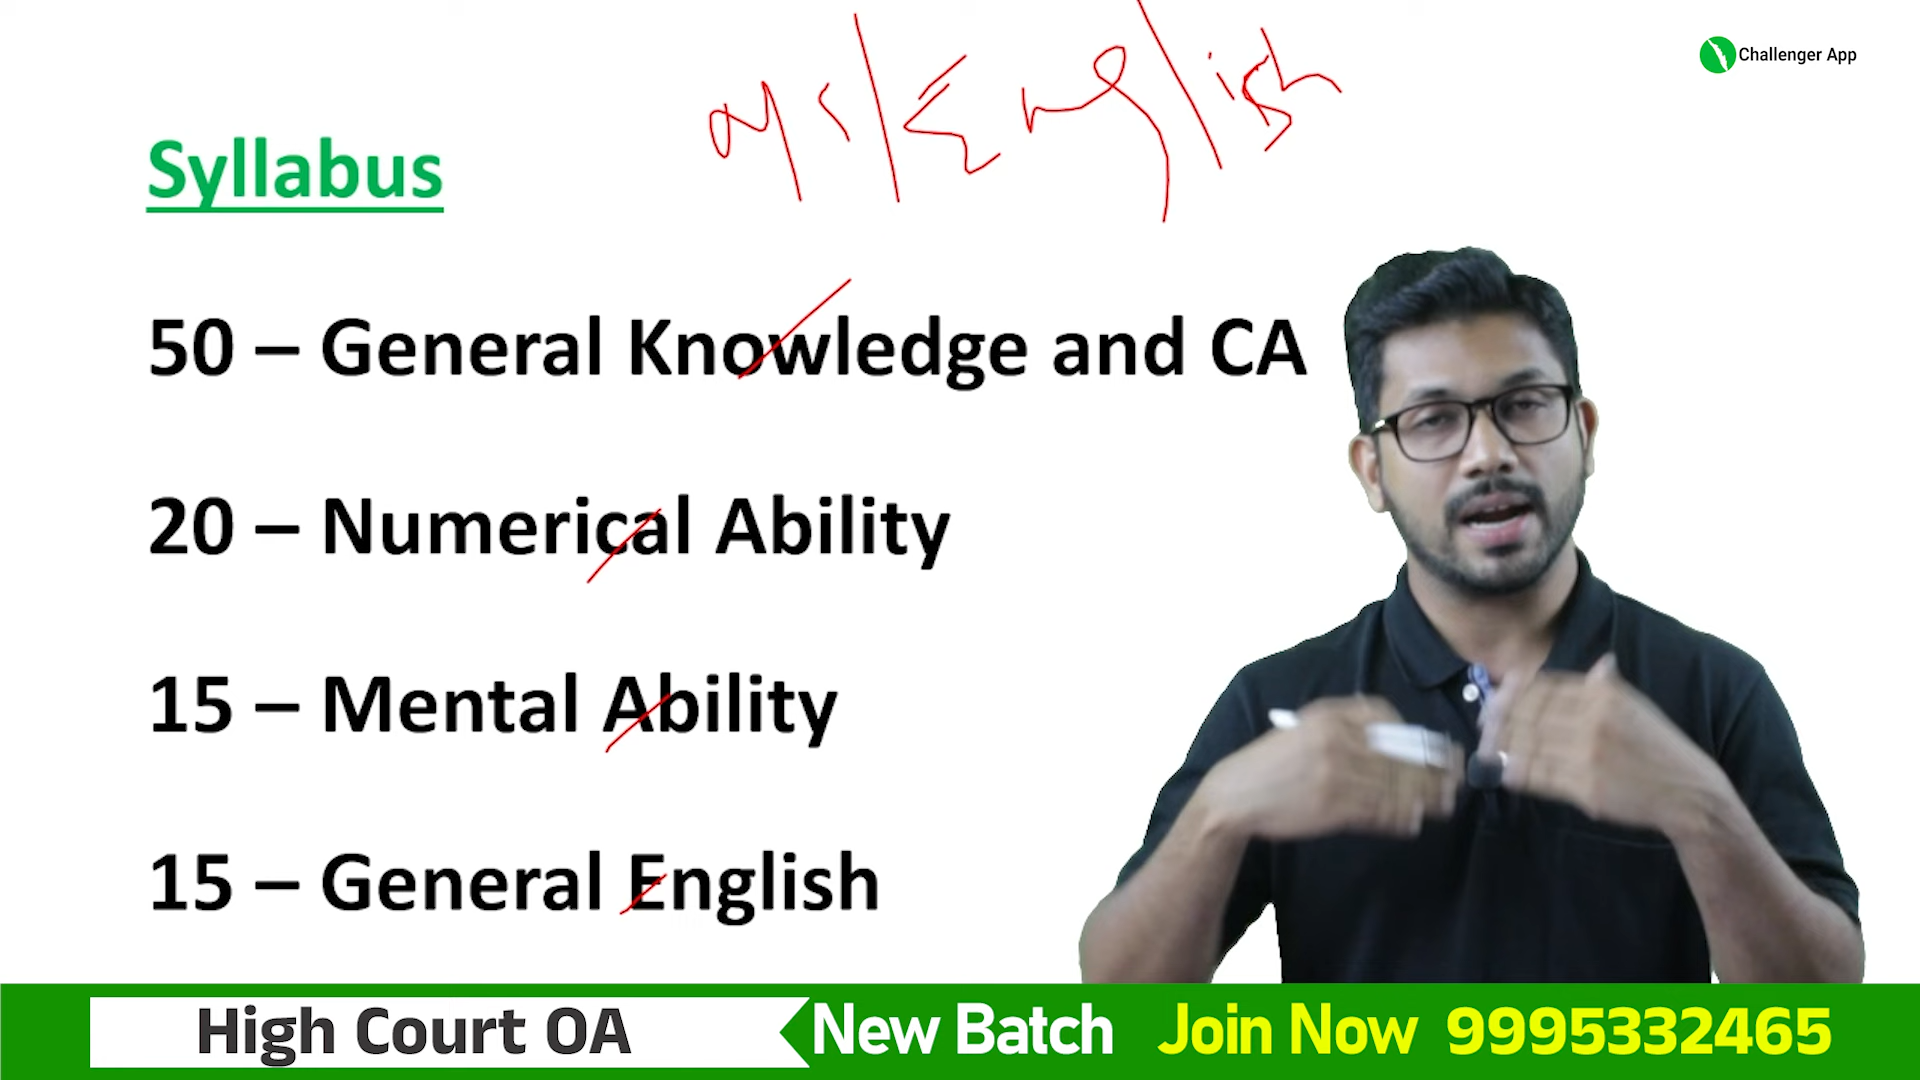 Challenger App
English
Syllabus
50 – General Knowledge and CA
20 – Numerical Ability
15 – Mental Ability
15 – General English
High Court OA
New Batch
Join Now 9995332465